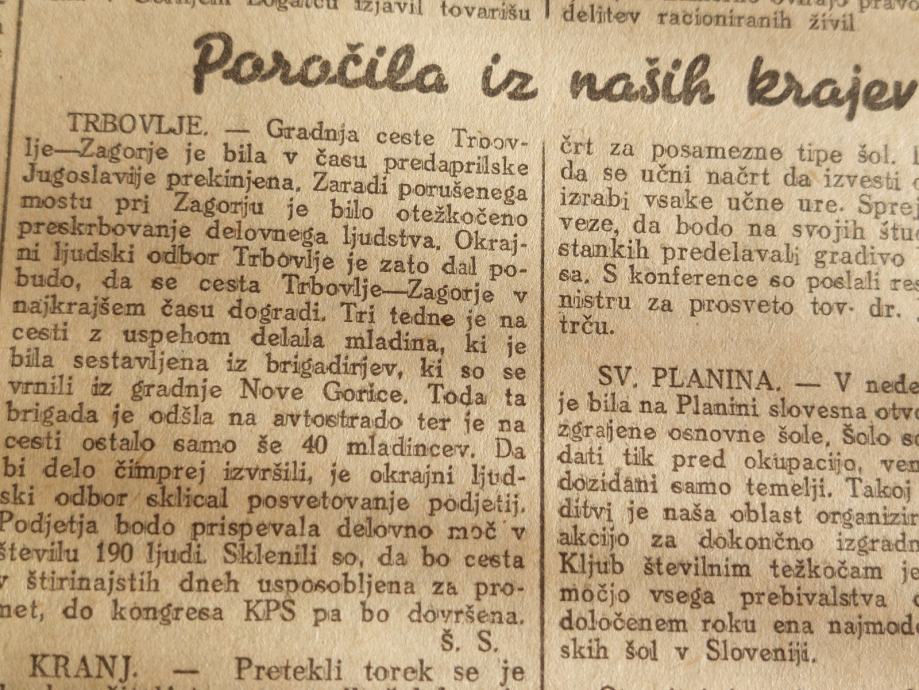 v Gornjem Logatcu izjavil tovarišu
delitev racioniranih živil
Poročila iz naših krajev
TRBOVLJE. — Gradnja ceste Trbov-
lje—Zagorje je bila v času predaprilske
Jugoslavije prekinjena. Zaradi porušenega
mostu pri Zagorju je bilo otežkočeno
preskrbovanje delovnega ljudstva. Okraj-
ni ljudski odbor Trbovlje je zato dal po-
budo, da se cesta Trbovlje—Zagorje v
najkrajšem času dogradi. Tri tedne je na
cesti z uspehom delala mladina, ki je
bila sestavljena iz brigadirjev, ki so se
vrnili iz gradnje Nove Gorice. Toda ta
brigada je odšla na avtostrado ter je na
cesti ostalo samo še 40 mladincev. Da
bi delo čimprej izvršili, je okrajni ljud-
ski odbor sklical posvetovanje podjetij.
Podjetja bodo prispevala delovno moč v
številu 190 ljudi. Sklenili so, da bo cesta
v štirinajstih dneh usposobljena za pro-
met, do kongresa KPS pa bo dovršena.
Š. S.
KRANJ. — Pretekli torek se je
črt za posamezne tipe šol.
da se učni načrt da izvesti
izrabi vsake učne ure.
veze, da bodo na svojih
stankih predelavali gradivo
sa. S konference so poslali
nistru za prosveto tov. dr.
trču.
SV. PLANINA. — V
je bila na Planini slovesna
zgrajene osnovne šole. Šolo
dati tik pred okupacijo,
dozidani samo temelji. Takoj
ditvi je naša oblast
akcijo za dokončno
Kljub številnim težkočam je
močjo vsega prebivalstva
določenem roku ena
skih šol v Sloveniji.